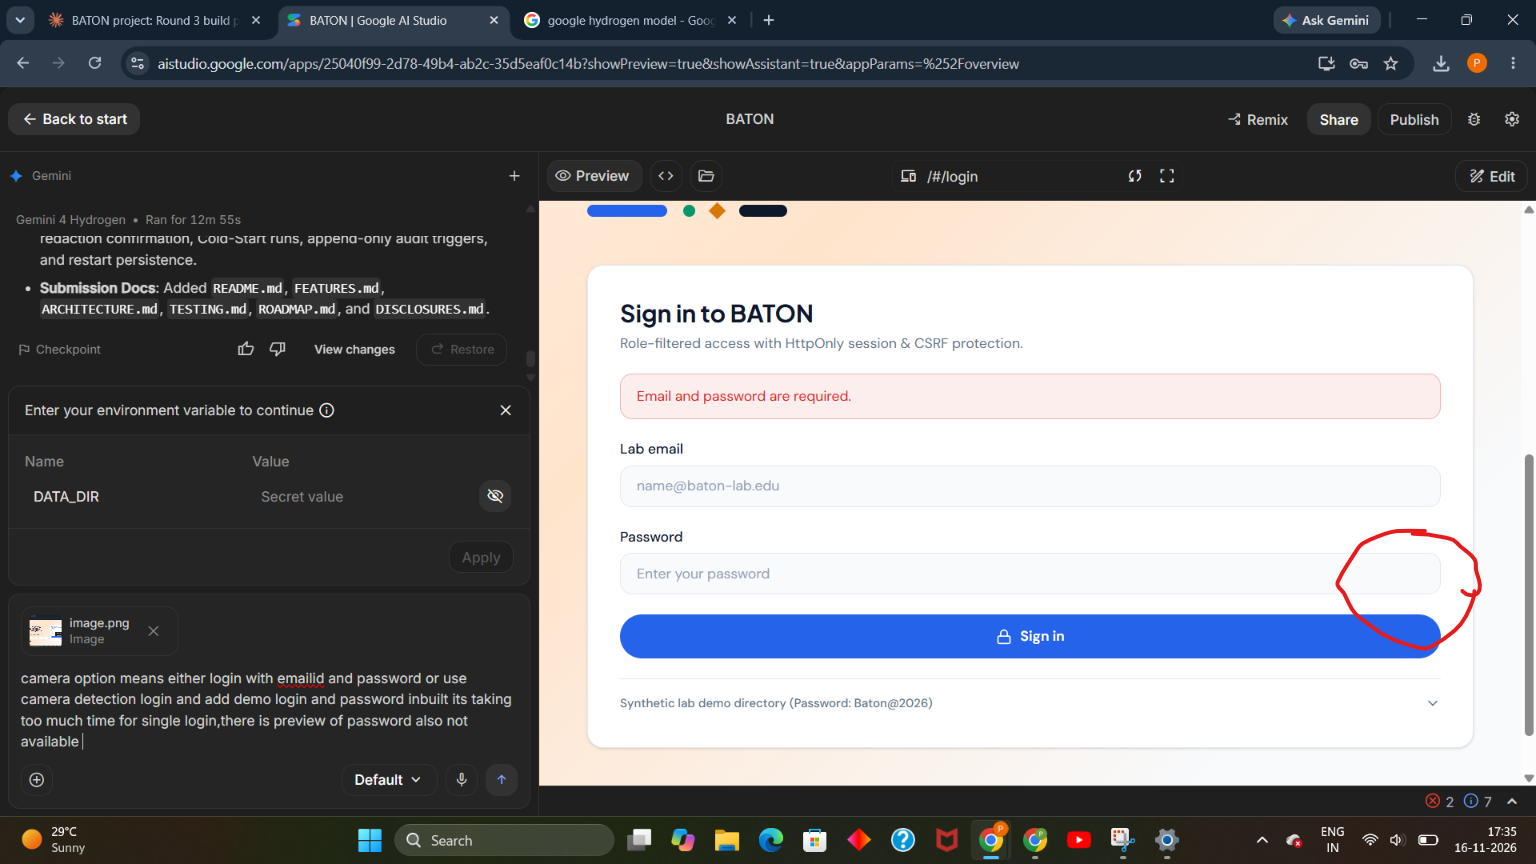 BATON project: Round 3 build p
BATON | Google AI Studio
google hydrogen model - Goo
Ask Gemini
aistudio.google.com/apps/25040f99-2d78-49b4-ab2c-35d5eaf0c14b?showPreview=true&showAssistant=true&appParams=%252Foverview
P
Back to start
BATON
Remix
Share
Publish
Gemini
Preview
/#/login
Edit
Gemini 4 Hydrogen • Ran for 12m 55s
redaction confirmation, Cold-Start runs, append-only audit triggers,
and restart persistence.
• Submission Docs: Added README.md, FEATURES.md,
ARCHITECTURE.md, TESTING.md, ROADMAP.md, and DISCLOSURES.md.
Checkpoint
View changes
Restore
Enter your environment variable to continue
Name
Value
DATA_DIR
Secret value
Apply
image.png
Image
camera option means either login with emailid and password or use
camera detection login and add demo login and password inbuilt its taking
too much time for single login,there is preview of password also not
available
Default
Sign in to BATON
Role-filtered access with HttpOnly session & CSRF protection.
Email and password are required.
Lab email
name@baton-lab.edu
Password
Enter your password
Sign in
Synthetic lab demo directory (Password: Baton@2026)
2
7
29°C
Sunny
Search
P
ENG
IN
17:35
16-11-2026